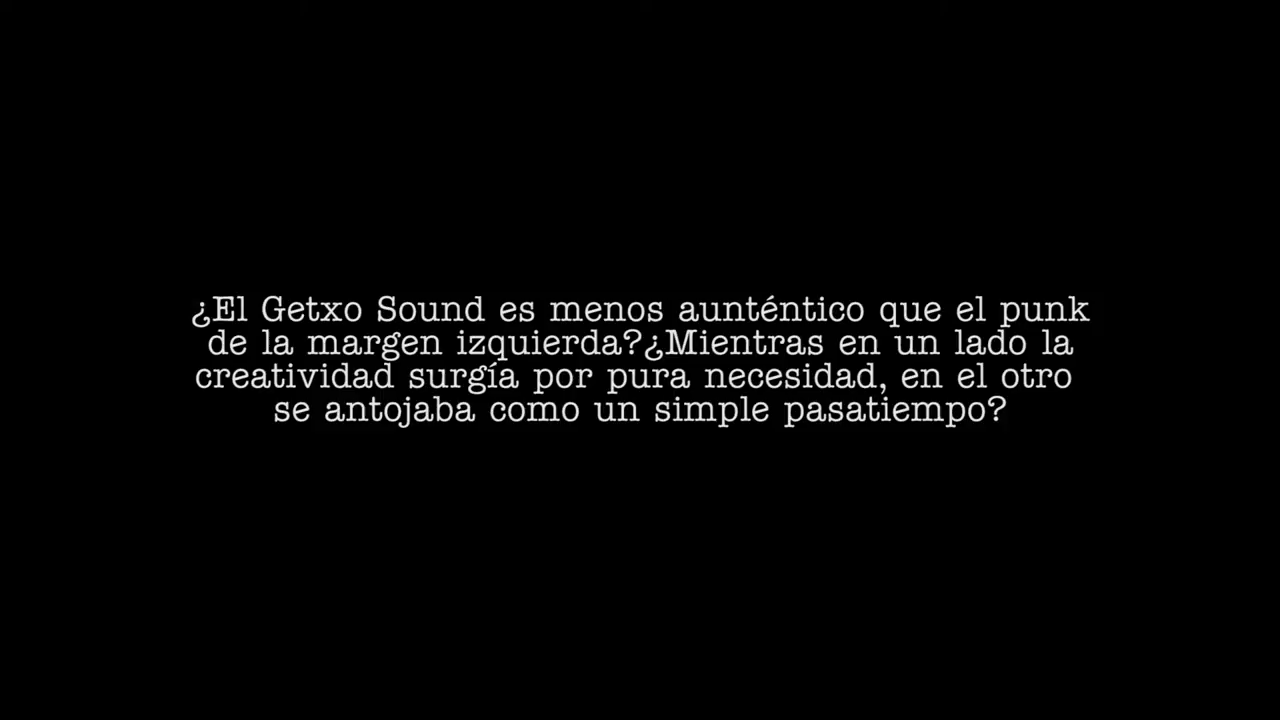 ¿El Getxo Sound es menos aunténtico que el punk
de la margen izquierda?¿Mientras en un lado la
creatividad surgía por pura necesidad, en el otro
se antojaba como un simple pasatiempo?